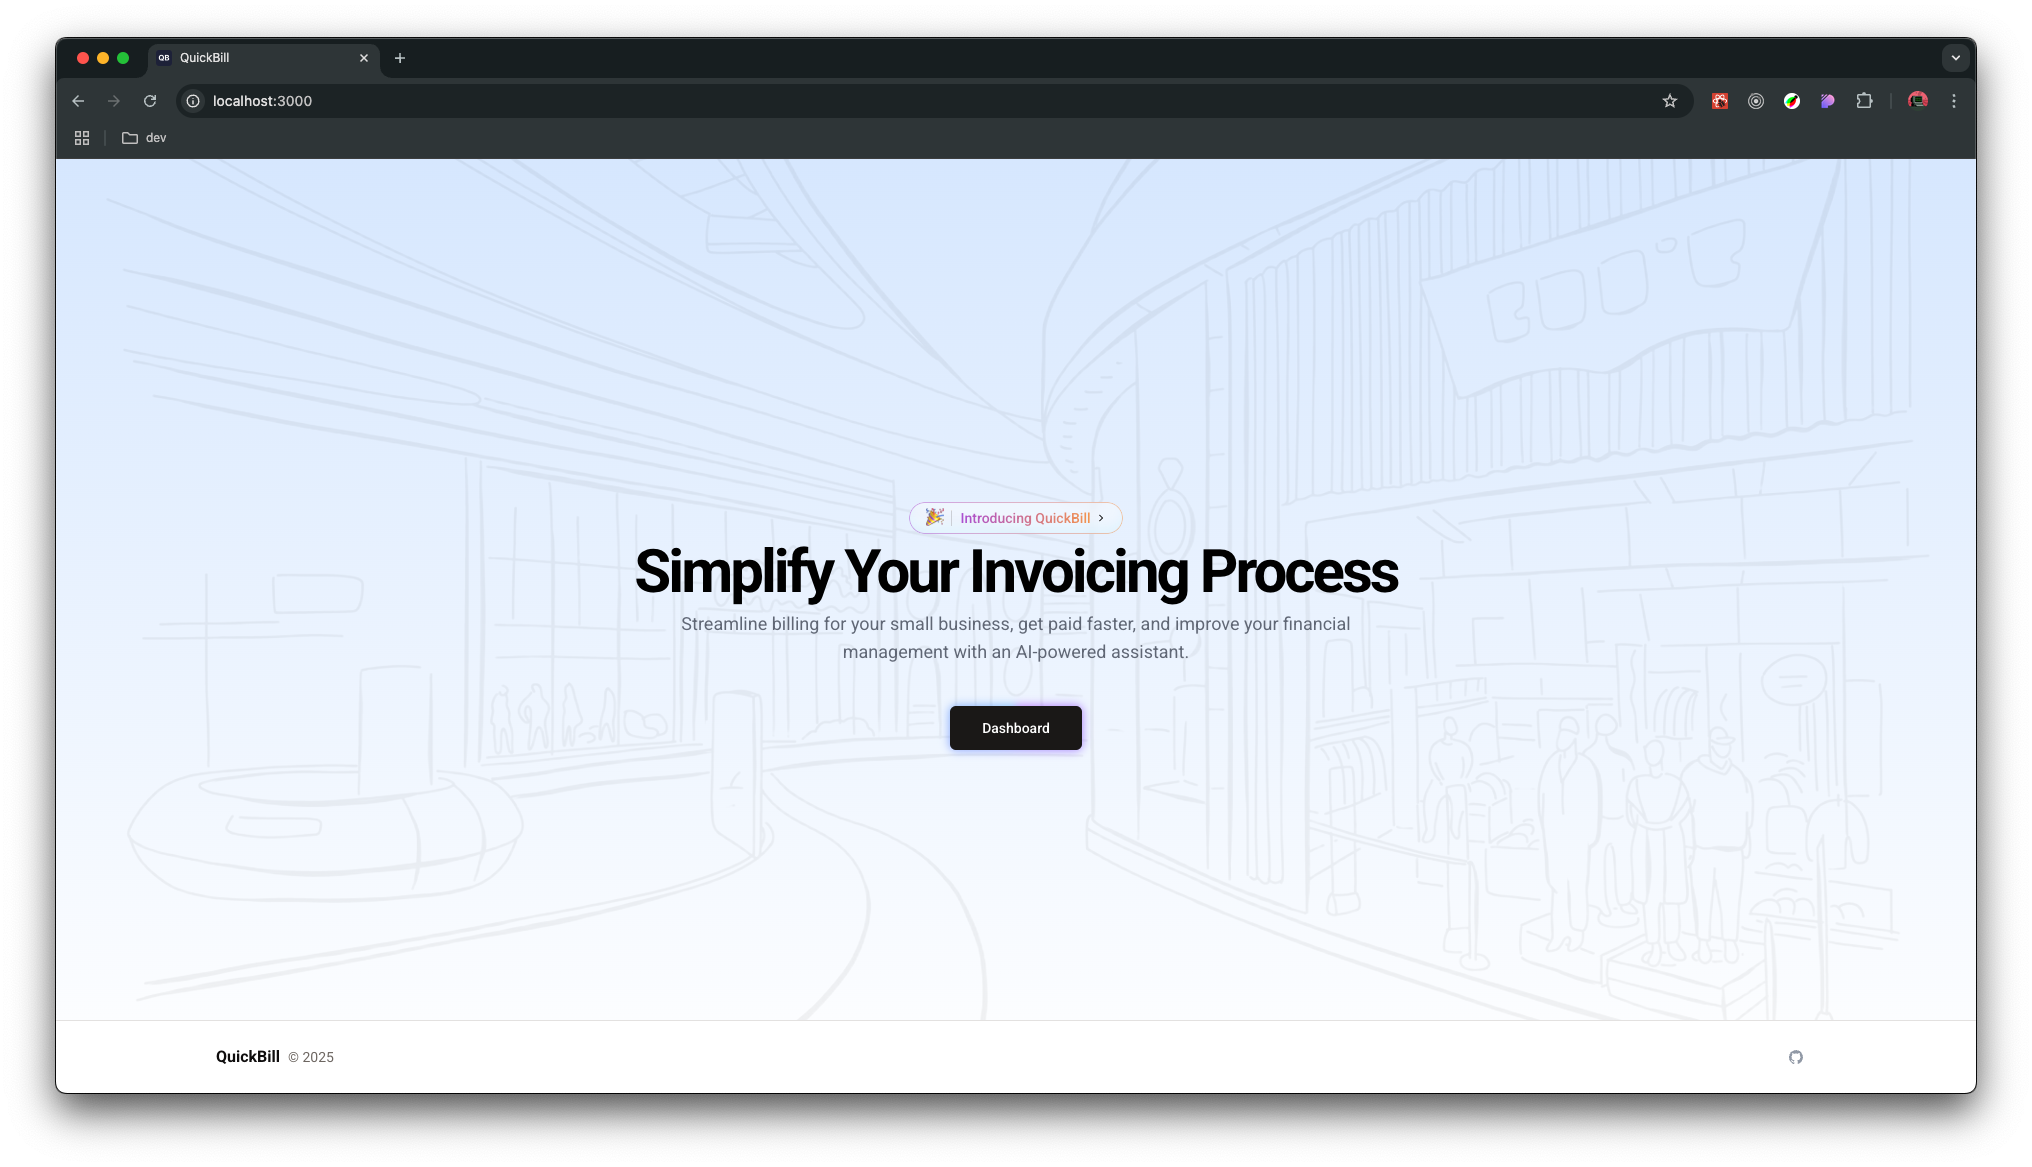 QB QuickBill
localhost:3000
dev
Introducing QuickBill
Simplify Your Invoicing Process
Streamline billing for your small business, get paid faster, and improve your financial
management with an AI-powered assistant.
Dashboard
QuickBill © 2025